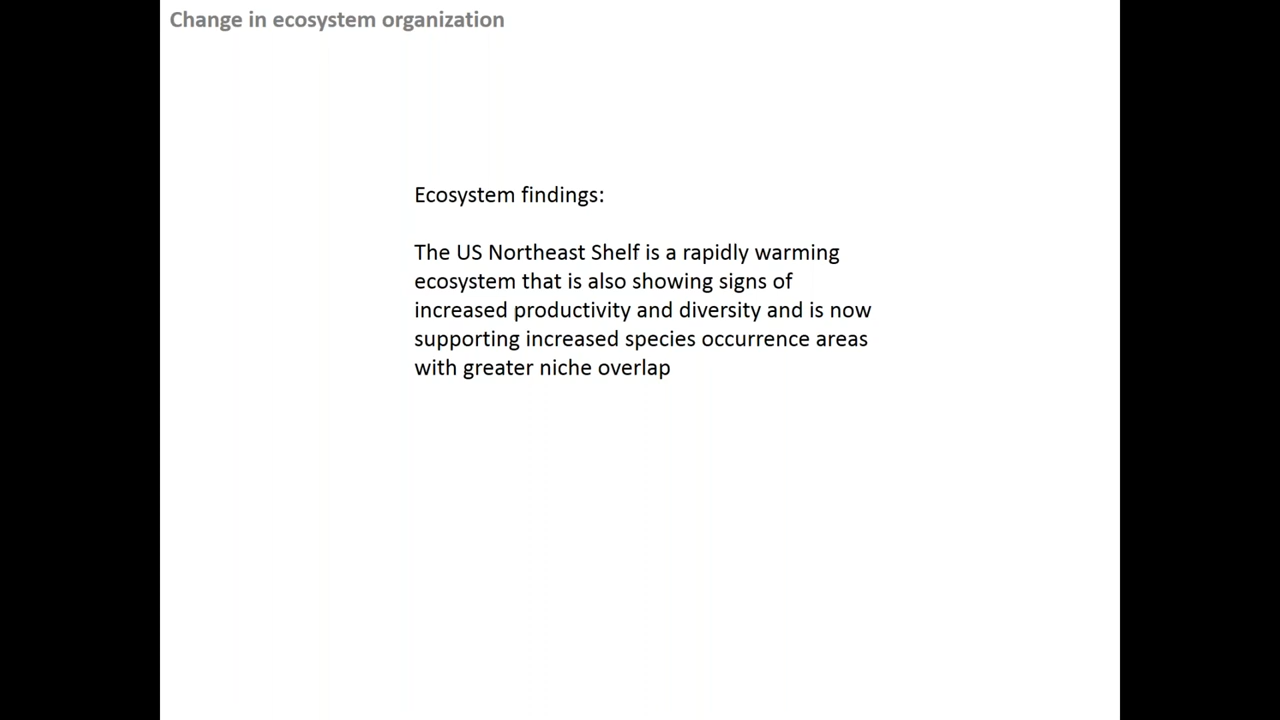 Change in ecosystem organization
Ecosystem findings:
The US Northeast Shelf is a rapidly warming
ecosystem that is also showing signs of
increased productivity and diversity and is now
supporting increased species occurrence areas
with greater niche overlap